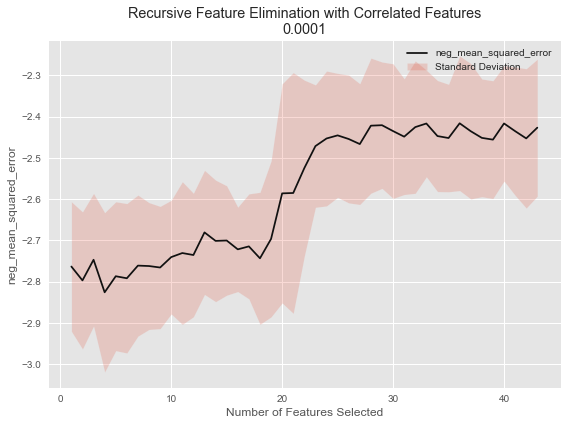 Recursive Feature Elimination with Correlated Features
0.0001
neg_mean_squared_error
Standard Deviation
neg_mean_squared_error
−2.3
−2.4
−2.5
−2.6
−2.7
−2.8
−2.9
−3.0
0 10 20 30 40
Number of Features Selected